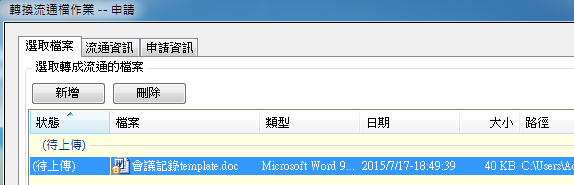 轉換流通檔作業 -- 申請
選取檔案 流通資訊 申請資訊
選取轉成流通的檔案
新增 刪除
狀態 檔案 類型 日期 大小 路徑
(待上傳)
(待上傳) 會議記錄template.doc Microsoft Word 9... 2015/7/17-18:49:39 40 KB C:\Users\Ac